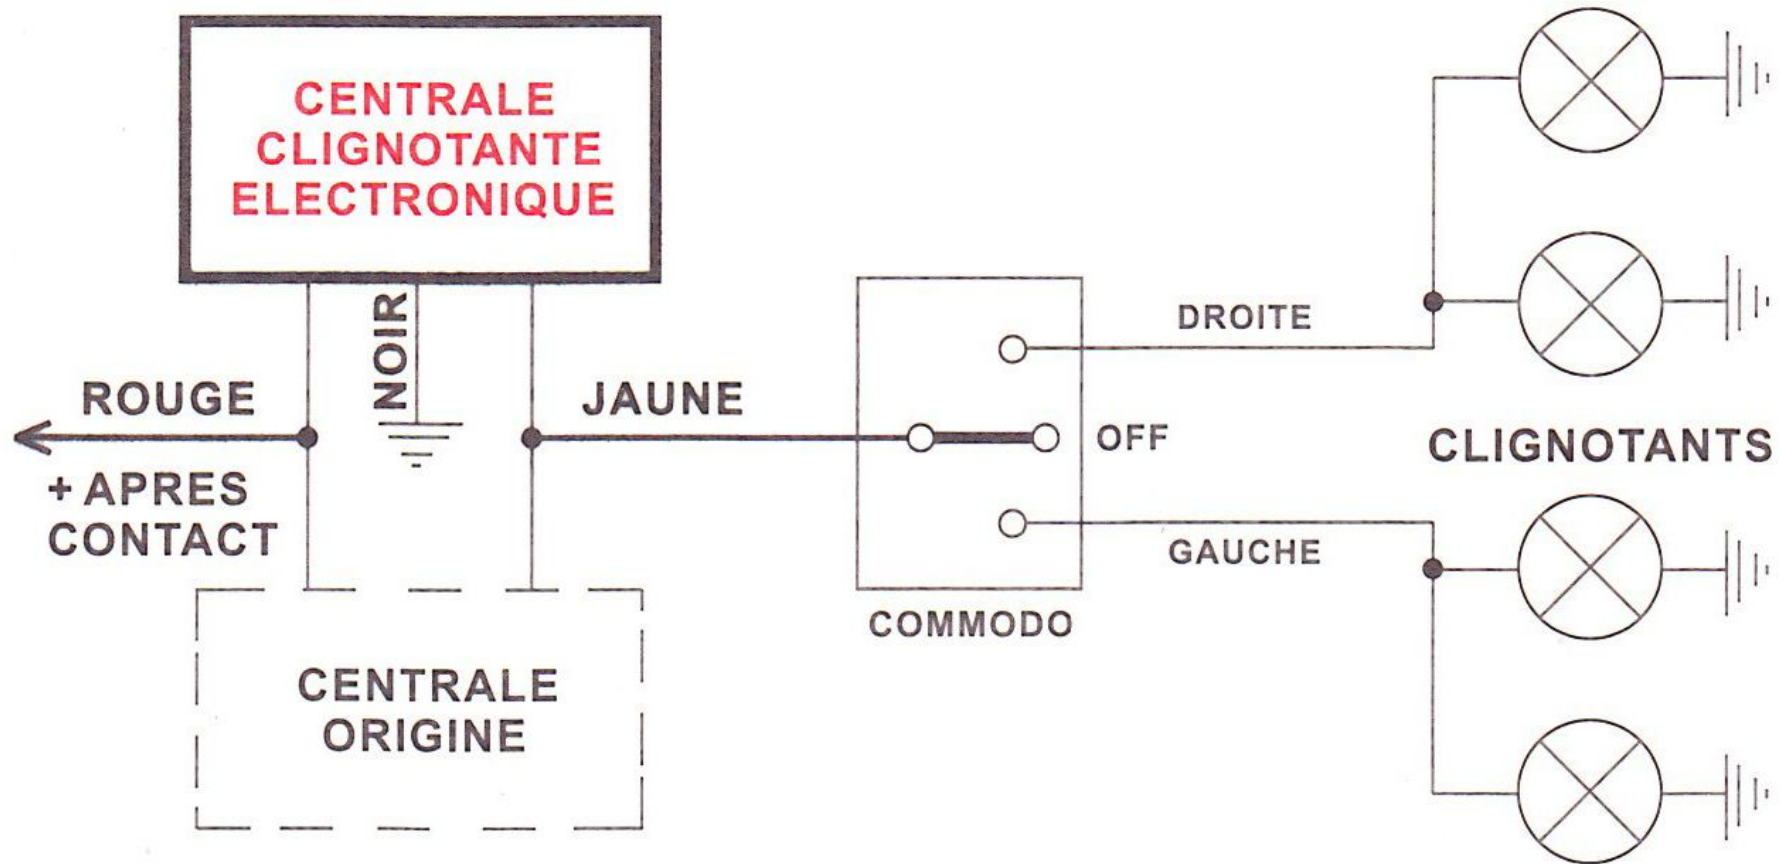 CENTRALE
CLIGNOTANTE
ELECTRONIQUE
NOIR
ROUGE
+ APRES
CONTACT
JAUNE
DROITE
OFF
GAUCHE
COMMODO
CLIGNOTANTS
CENTRALE
ORIGINE